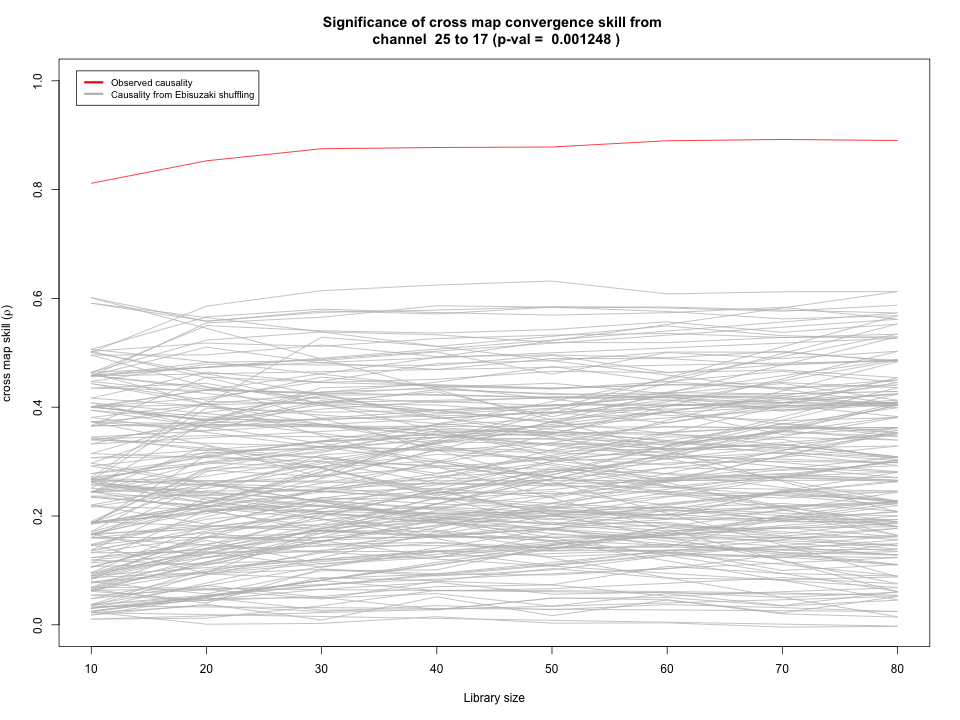 Significance of cross map convergence skill from
channel  25 to 17 (p-val =  0.001248 )
Observed causality
Causality from Ebisuzaki shuffling
cross map skill (ρ)
1.0
0.8
0.6
0.4
0.2
0.0
10 20 30 40 50 60 70 80
Library size